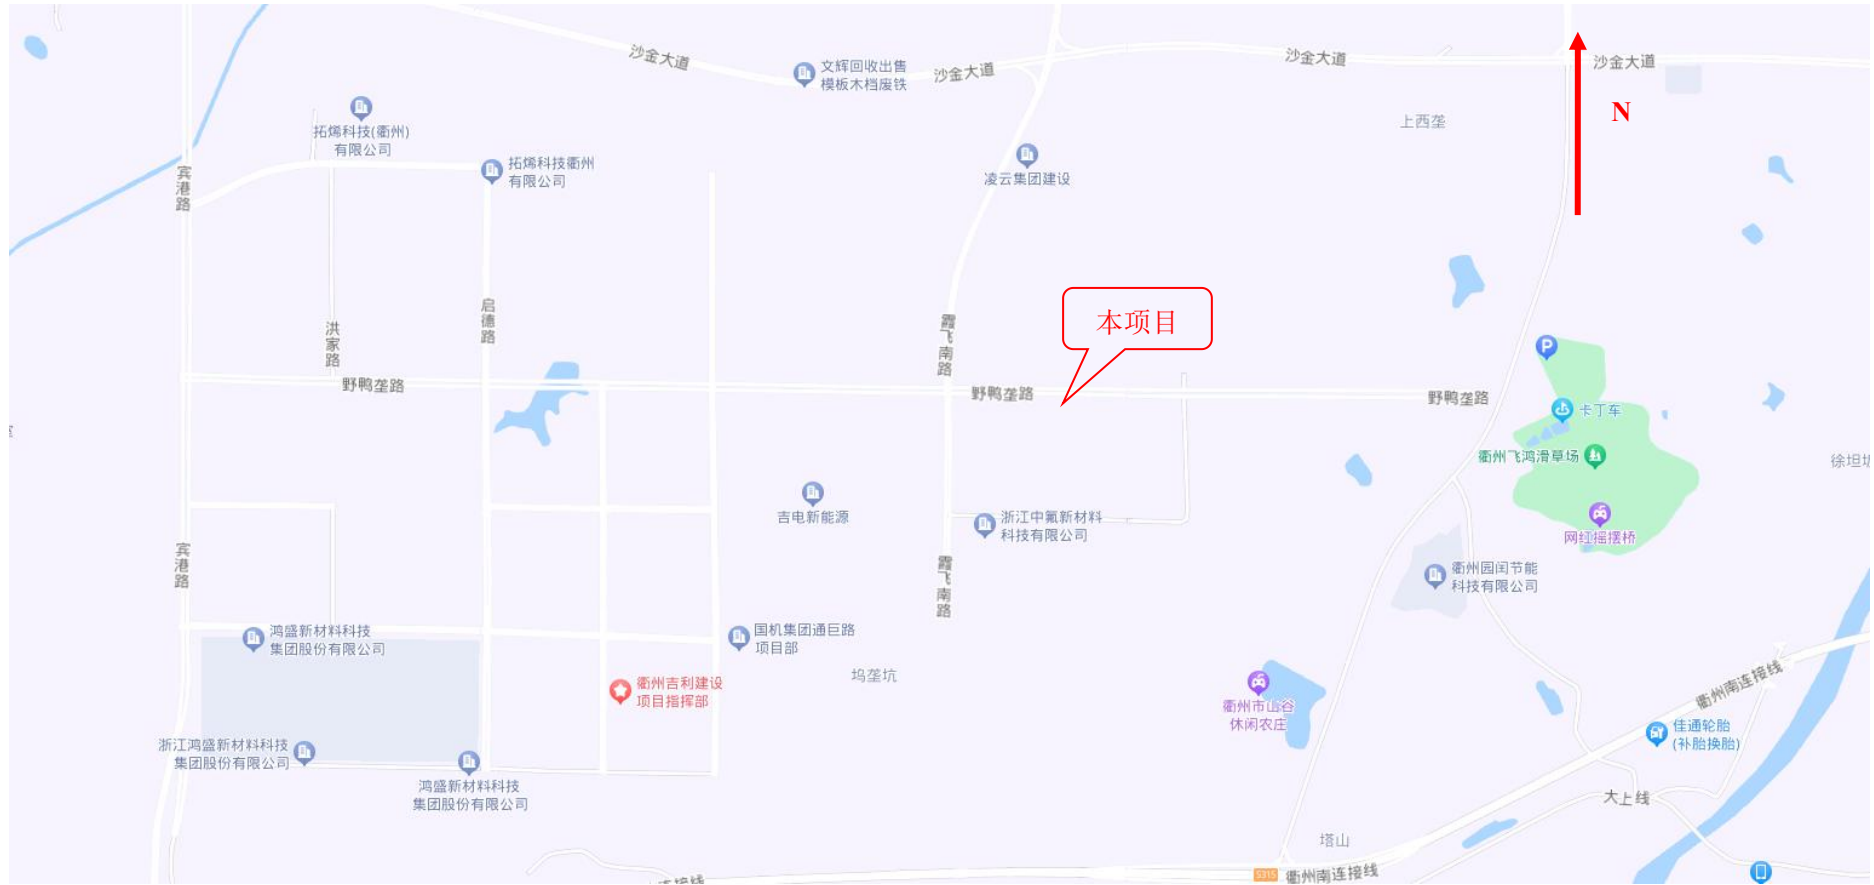 沙金大道
文辉回收出售
模板木档废铁
沙金大道
沙金大道
沙金大道
N
拓烯科技(衢州)
有限公司
上西垄
宾港路
拓烯科技衢州
有限公司
凌云集团建设
启德路
洪家路
霞飞南路
本项目
野鸭垄路
野鸭垄路
野鸭垄路
P
卡丁车
衢州飞鸿滑草场
徐坦坂
吉电新能源
浙江中氟新材料
科技有限公司
网红摇摆桥
宾港路
霞飞南路
衢州园闰节能
科技有限公司
鸿盛新材料科技
集团股份有限公司
国机集团通巨路
项目部
坞垄坑
衢州吉利建设
项目指挥部
衢州南连接线
衢州市山谷
休闲农庄
佳通轮胎
(补胎换胎)
浙江鸿盛新材料科技
集团股份有限公司
鸿盛新材料科技
集团股份有限公司
大上线
塔山
S315
衢州南连接线
连接线